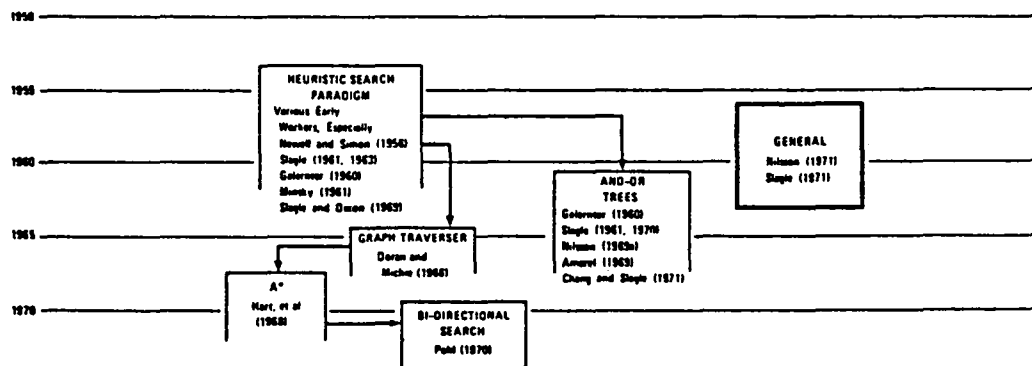 1950
1955
1960
1965
1970
HEURISTIC SEARCH
PARADIGM
Various Early
Workers, Especially
Newell and Simon (1956)
Slagle (1961, 1963)
Gelernter (1960)
Minsky (1961)
Slagle and Dixon (1969)
GENERAL
Nilsson (1971)
Slagle (1971)
AND-OR
TREES
Gelernter (1960)
Slagle (1961,
Nilsson (1969a)
Amarel (1969)
Chang and Slagle (1971)
GRAPH TRAVERSER
Doran and
Michie (1966)
A*
Hart, et al
(1968)
BI-DIRECTIONAL
SEARCH
Pohl (1970)